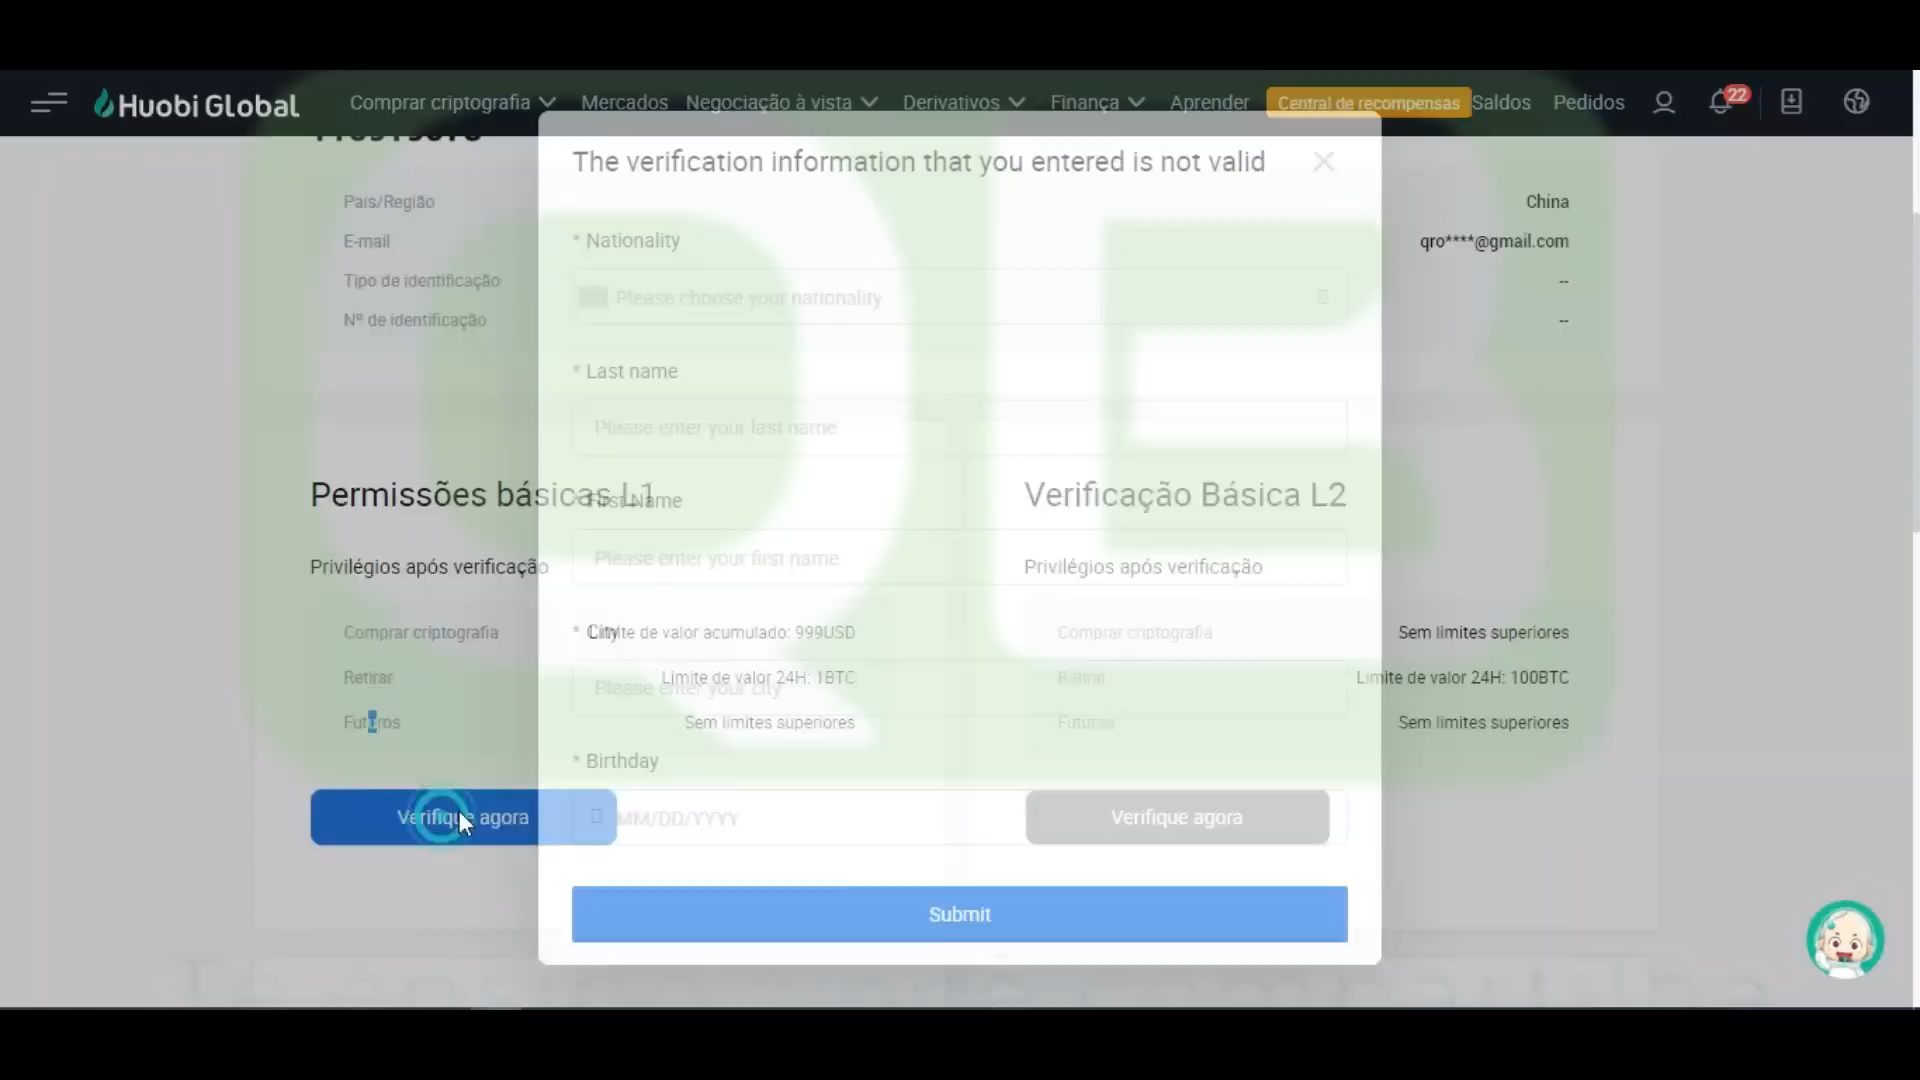 Huobi Global
Comprar criptografia
Mercados
Negociação à vista
Derivativos
Finança
Aprender
Central de recompensas
Saldos
Pedidos
22
The verification information that you entered is not valid
País/Região
China
* Nationality
E-mail
qro****@gmail.com
Tipo de identificação
--
Please choose your nationality
Nº de identificação
--
* Last name
Please enter your last name
Permissões básicas L1
First Name
Verificação Básica L2
Please enter your first name
Privilégios após verificação
Privilégios após verificação
Comprar criptografia
* City
Limite de valor acumulado: 999USD
Comprar criptografia
Sem limites superiores
Retirar
Limite de valor 24H: 1BTC
Please enter your city
Retirar
Limite de valor 24H: 100BTC
Futuros
Sem limites superiores
Futuros
Sem limites superiores
* Birthday
Verifique agora
MM/DD/YYYY
Verifique agora
Submit